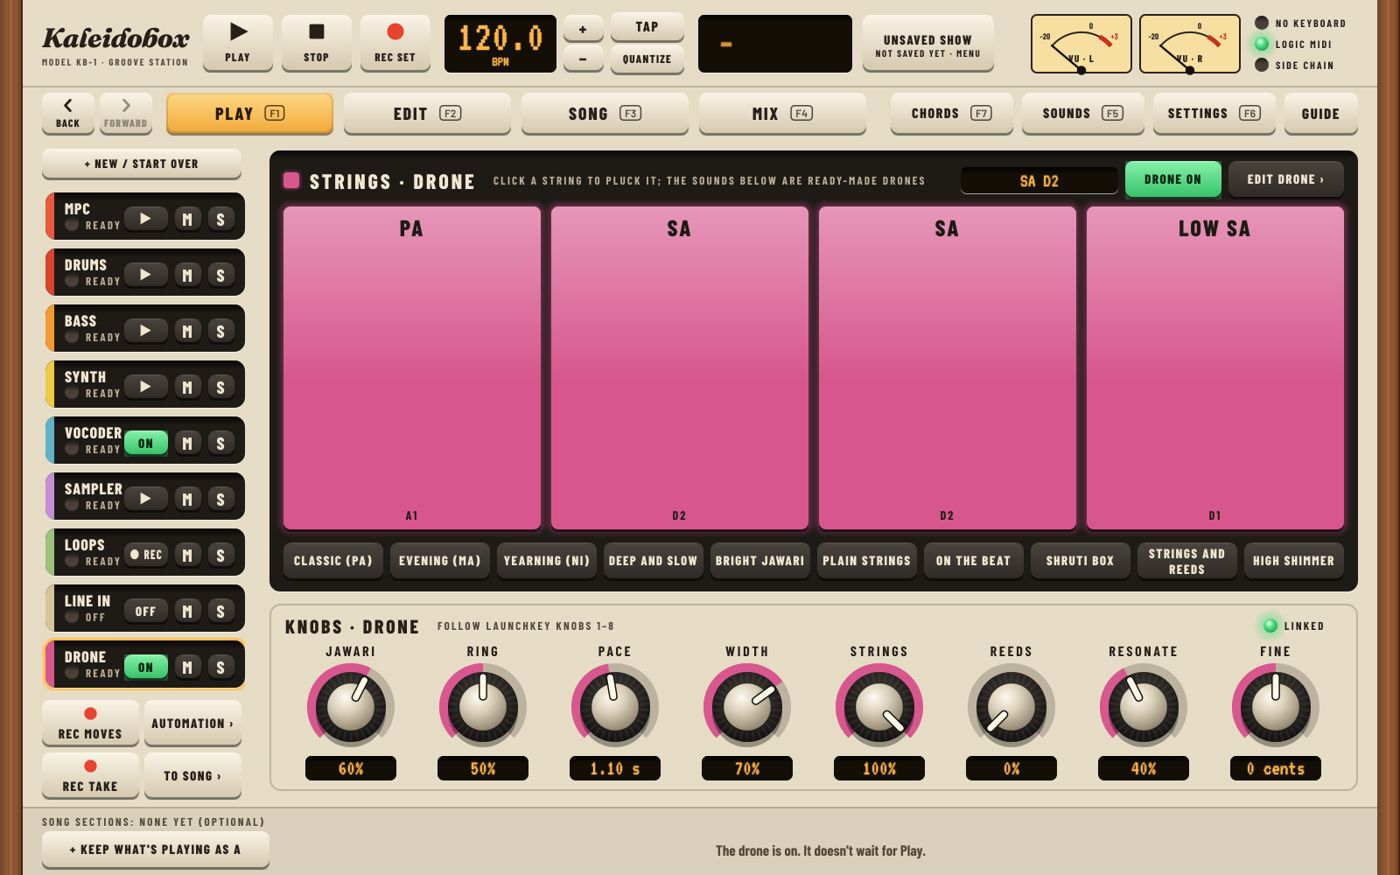 Kaleidobox
MODEL KB-1 · GROOVE STATION
PLAY
STOP
REC SET
120.0
BPM
+
−
TAP
QUANTIZE
–
UNSAVED SHOW
NOT SAVED YET · MENU
-20 0 +3
VU · L
-20 0 +3
VU · R
NO KEYBOARD
LOGIC MIDI
SIDE CHAIN
BACK
FORWARD
PLAY F1
EDIT F2
SONG F3
MIX F4
CHORDS F7
SOUNDS F5
SETTINGS F6
GUIDE
+ NEW / START OVER
MPC
READY
M S
DRUMS
READY
M S
BASS
READY
M S
SYNTH
READY
M S
VOCODER
READY
ON M S
SAMPLER
READY
M S
LOOPS
READY
REC M S
LINE IN
OFF
OFF M S
DRONE
READY
ON M S
REC MOVES
AUTOMATION ›
REC TAKE
TO SONG ›
STRINGS · DRONE
CLICK A STRING TO PLUCK IT; THE SOUNDS BELOW ARE READY-MADE DRONES
SA D2
DRONE ON
EDIT DRONE ›
PA
SA
SA
LOW SA
A1
D2
D2
D1
CLASSIC (PA)
EVENING (MA)
YEARNING (NI)
DEEP AND SLOW
BRIGHT JAWARI
PLAIN STRINGS
ON THE BEAT
SHRUTI BOX
STRINGS AND
REEDS
HIGH SHIMMER
KNOBS · DRONE
FOLLOW LAUNCHKEY KNOBS 1-8
LINKED
JAWARI
RING
PACE
WIDTH
STRINGS
REEDS
RESONATE
FINE
60%
50%
1.10 s
70%
100%
0%
40%
0 cents
SONG SECTIONS: NONE YET (OPTIONAL)
+ KEEP WHAT'S PLAYING AS A
The drone is on. It doesn't wait for Play.